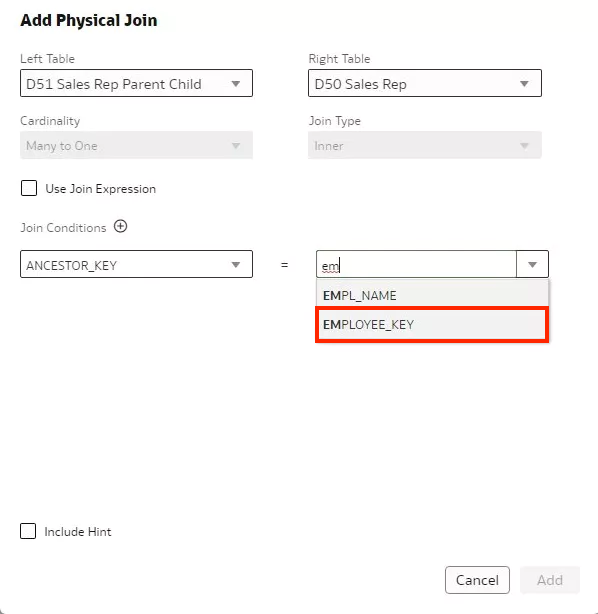 Add Physical Join
Left Table Right Table
D51 Sales Rep Parent Child D50 Sales Rep
Cardinality Join Type
Many to One Inner
Use Join Expression
Join Conditions
ANCESTOR_KEY = em
EMPL_NAME
EMPLOYEE_KEY
Include Hint
Cancel Add